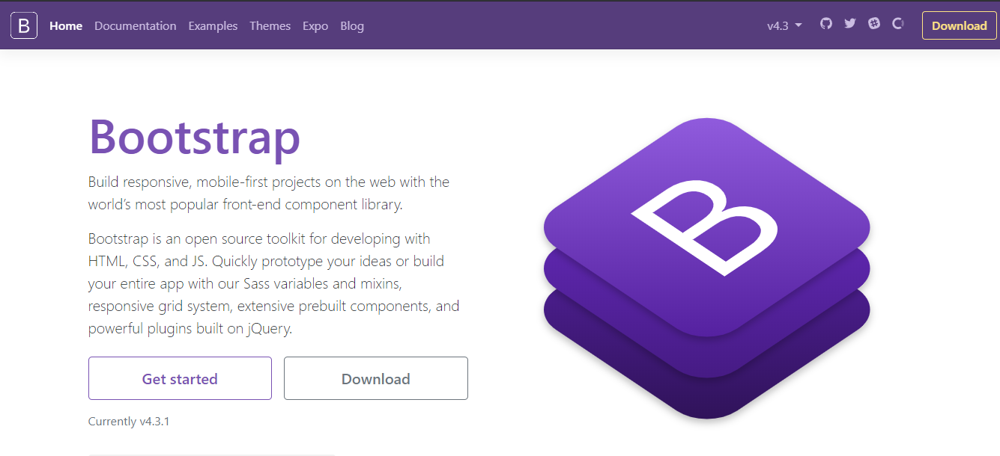 B Home Documentation Examples Themes Expo Blog v4.3 Download
Bootstrap
Build responsive, mobile-first projects on the web with the
world’s most popular front-end component library.
Bootstrap is an open source toolkit for developing with
HTML, CSS, and JS. Quickly prototype your ideas or build
your entire app with our Sass variables and mixins,
responsive grid system, extensive prebuilt components, and
powerful plugins built on jQuery.
B
Get started Download
Currently v4.3.1